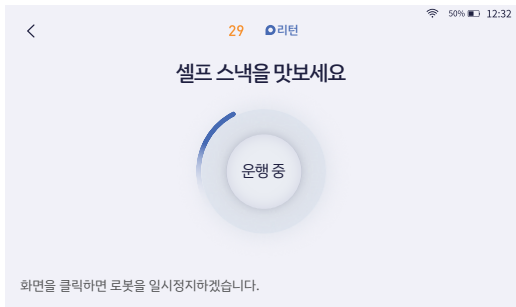 50% 12:32
29 리턴
셀프 스낵을 맛보세요
운행 중
화면을 클릭하면 로봇을 일시정지하겠습니다.